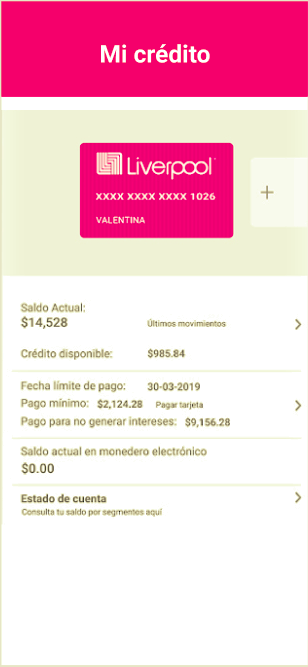 Mi crédito
Liverpool
XXXX XXXX XXXX 1026
VALENTINA
+
Saldo Actual:
$14,528 Últimos movimientos
Crédito disponible: $985.84
Fecha límite de pago: 30-03-2019
Pago mínimo: $2,124.28 Pagar tarjeta
Pago para no generar intereses: $9,156.28
Saldo actual en monedero electrónico
$0.00
Estado de cuenta
Consulta tu saldo por segmentos aquí